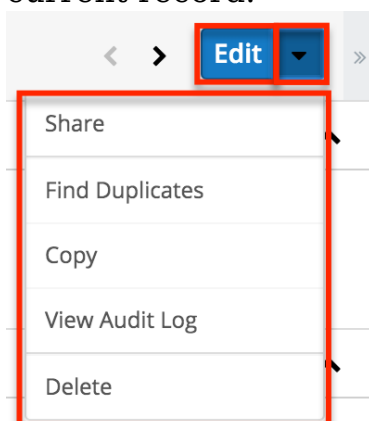 current record.
Edit
Share
Find Duplicates
Copy
View Audit Log
Delete